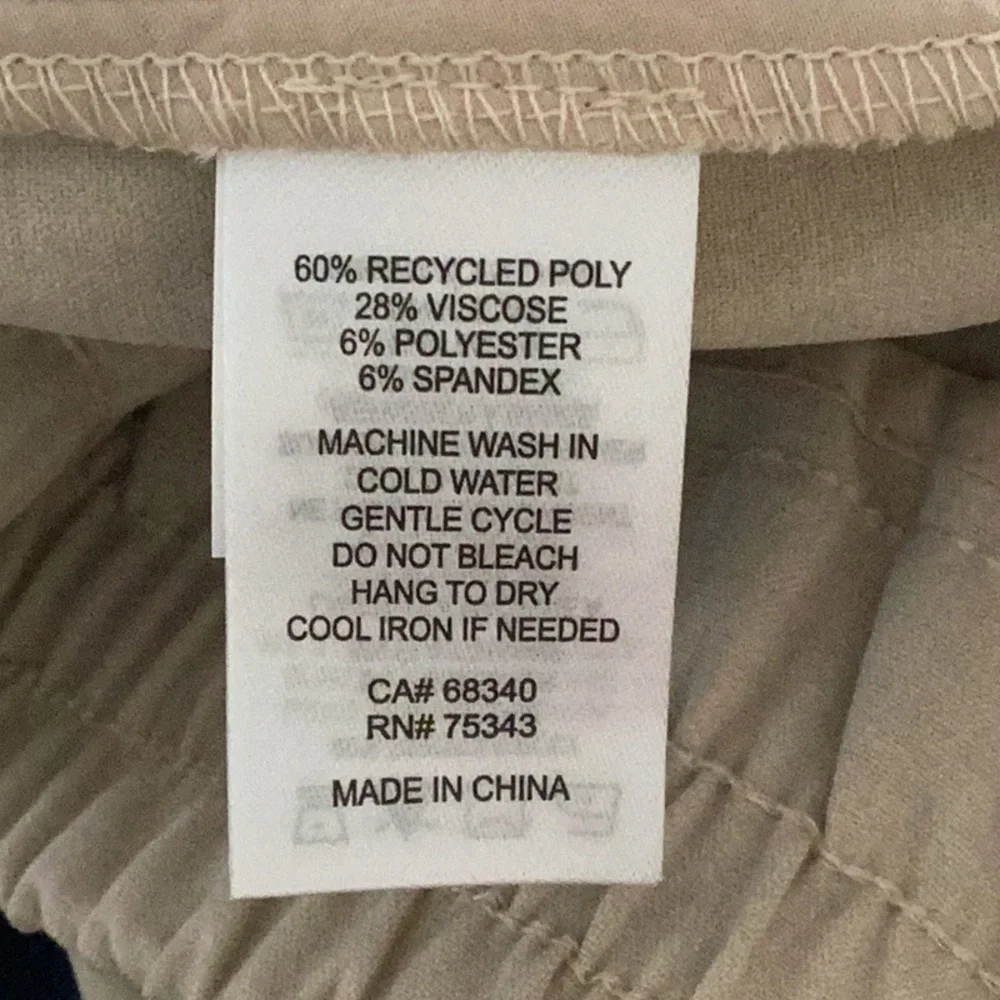 60% RECYCLED POLY
28% VISCOSE
6% POLYESTER
6% SPANDEX
MACHINE WASH IN
COLD WATER
GENTLE CYCLE
DO NOT BLEACH
HANG TO DRY
COOL IRON IF NEEDED
CA# 68340
RN# 75343
MADE IN CHINA